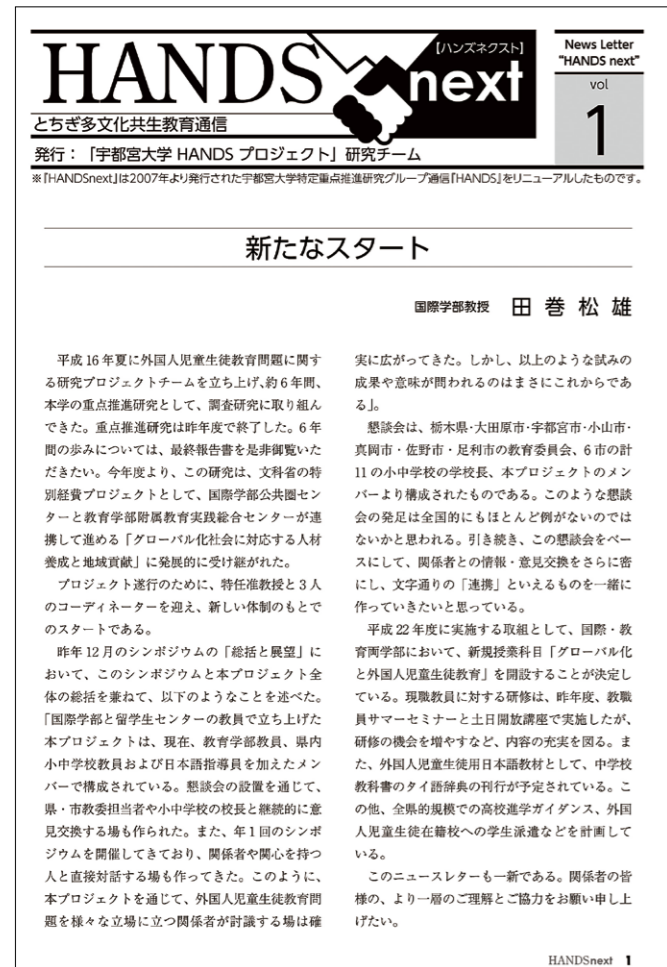 HANDS next
【ハンズネクスト】
とちぎ多文化共生教育通信
発行：「宇都宮大学 HANDS プロジェクト」研究チーム
News Letter
"HANDS next"
vol
1
※『HANDSnext』は2007年より発行された宇都宮大学特定重点推進研究グループ通信『HANDS』をリニューアルしたものです。
新たなスタート
国際学部教授 田巻松雄
平成16年夏に外国人児童生徒教育問題に関す
る研究プロジェクトチームを立ち上げ、約6年間、
本学の重点推進研究として、調査研究に取り組ん
できた。重点推進研究は昨年度で終了した。6年
間の歩みについては、最終報告書を是非御覧いた
だきたい。今年度より、この研究は、文科省の特
別経費プロジェクトとして、国際学部公共圏セン
ターと教育学部附属教育実践総合センターが連
携して進める「グローバル化社会に対応する人材
養成と地域貢献」に発展的に受け継がれた。
プロジェクト遂行のために、特任准教授と3人
のコーディネーターを迎え、新しい体制のもとで
のスタートである。
昨年12月のシンポジウムの「総括と展望」に
おいて、このシンポジウムと本プロジェクト全
体の総括を兼ねて、以下のようなことを述べた。
「国際学部と留学生センターの教員で立ち上げた
本プロジェクトは、現在、教育学部教員、県内
小中学校教員および日本語指導員を加えたメン
バーで構成されている。懇談会の設置を通じて、
県・市教委担当者や小中学校の校長と継続的に意
見交換する場も作られた。また、年1回のシンポ
ジウムを開催してきており、関係者や関心を持つ
人と直接対話する場も作ってきた。このように、
本プロジェクトを通じて、外国人児童生徒教育問
題を様々な立場に立つ関係者が討議する場は確
実に広がってきた。しかし、以上のような試みの
成果や意味が問われるのはまさにこれからであ
る」。
懇談会は、栃木県・大田原市・宇都宮市・小山市・
真岡市・佐野市・足利市の教育委員会、6市の計
11の小中学校の学校長、本プロジェクトのメン
バーより構成されたものである。このような懇談
会の発足は全国的にもほとんど例がないのでは
ないかと思われる。引き続き、この懇談会をベー
スにして、関係者との情報・意見交換をさらに密
にし、文字通りの「連携」といえるものを一緒に
作っていきたいと思っている。
平成22年度に実施する取組として、国際・教
育両学部において、新規授業科目「グローバル化
と外国人児童生徒教育」を開設することが決定し
ている。現職教員に対する研修は、昨年度、教職
員サマーセミナーと土日開放講座で実施したが、
研修の機会を増やすなど、内容の充実を図る。ま
た、外国人児童生徒用日本語教材として、中学校
教科書のタイ語辞典の刊行が予定されている。こ
の他、全県的規模での高校進学ガイダンス、外国
人児童生徒在籍校への学生派遣などを計画して
いる。
このニュースレターも一新である。関係者の皆
様の、より一層のご理解とご協力をお願い申し上
げたい。
HANDSnext 1